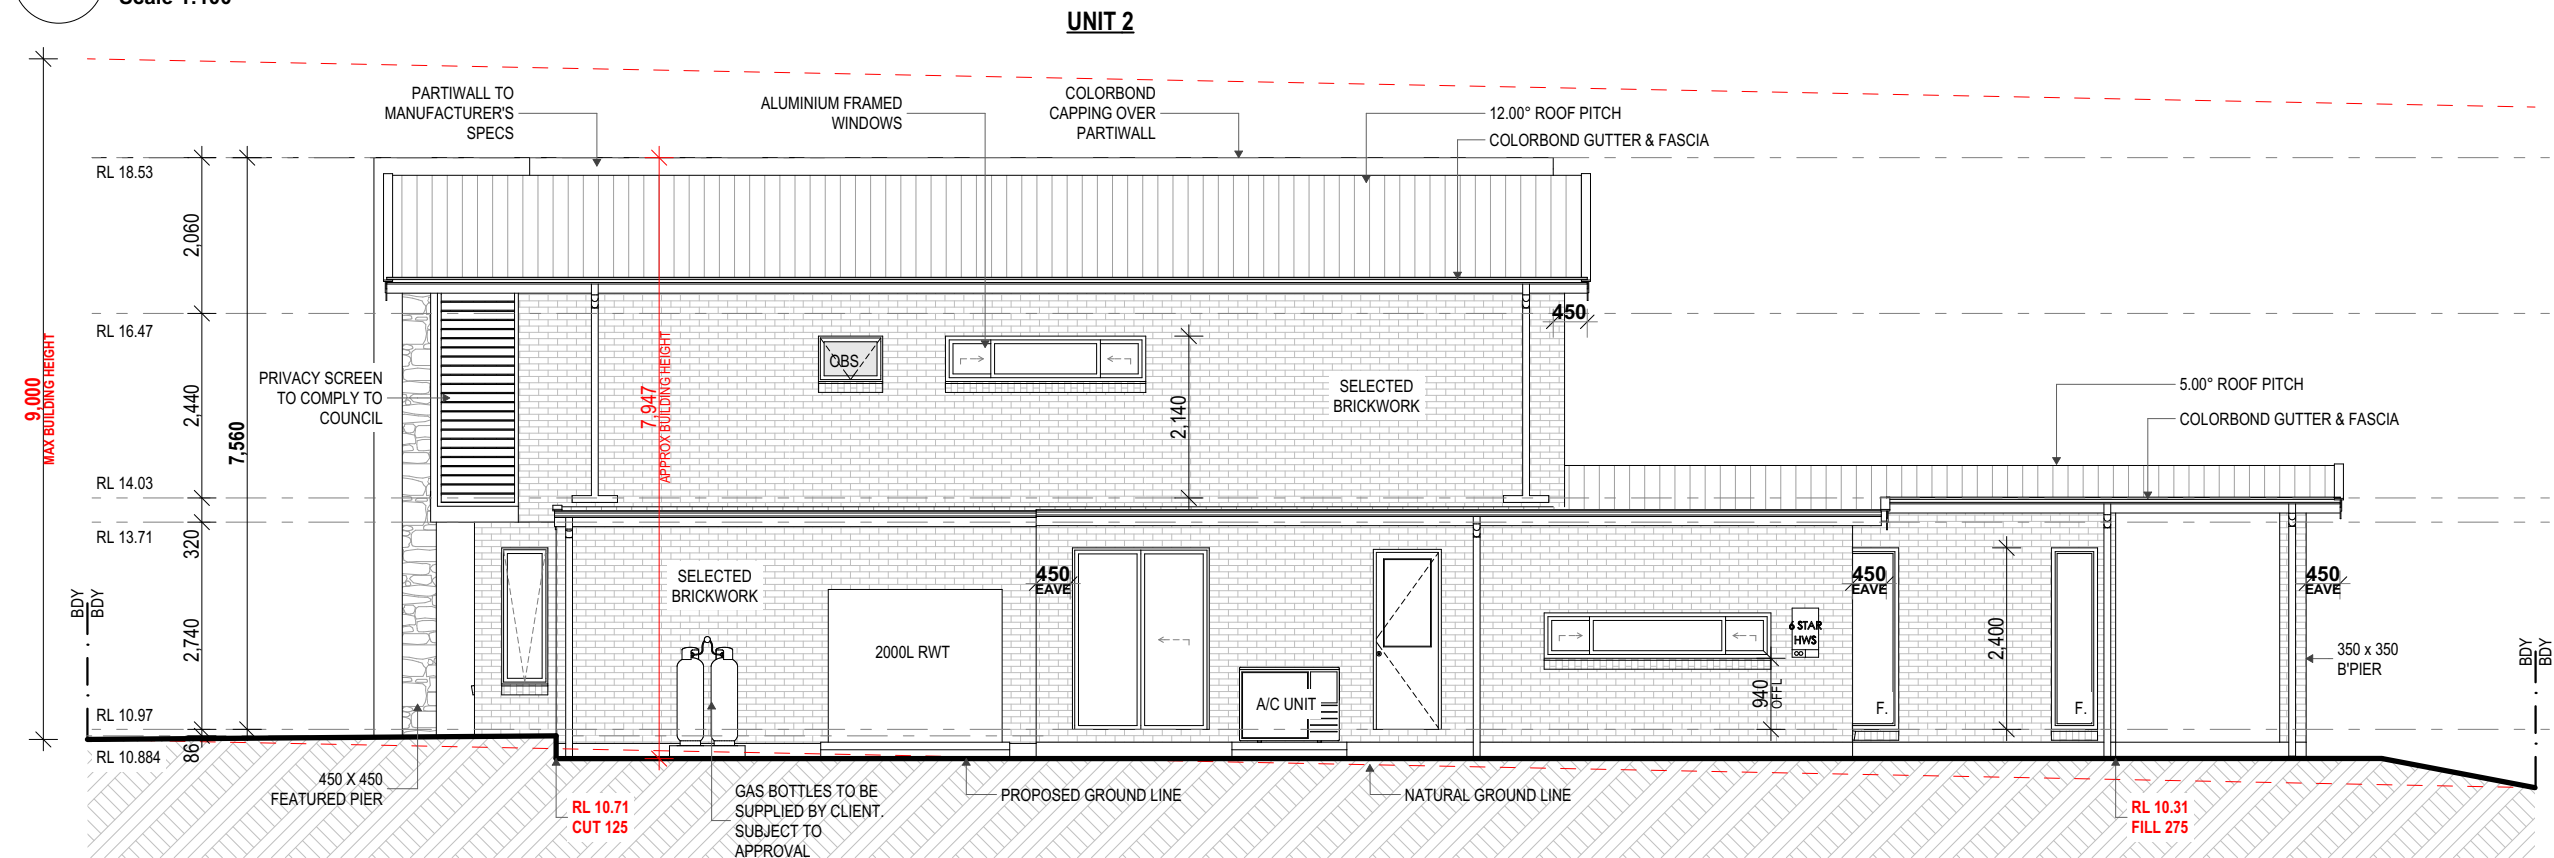 UNIT 2
PARTIWALL TO
MANUFACTURER'S
SPECS
ALUMINIUM FRAMED
WINDOWS
COLORBOND
CAPPING OVER
PARTIWALL
12.00° ROOF PITCH
COLORBOND GUTTER & FASCIA
RL 18.53
2,060
RL 16.47
450
9,000
MAX BUILDING HEIGHT
PRIVACY SCREEN
TO COMPLY TO
COUNCIL
2,440
7,560
7,947
APPROX BUILDING HEIGHT
OBS.
2,140
SELECTED
BRICKWORK
5.00° ROOF PITCH
COLORBOND GUTTER & FASCIA
RL 14.03
320
RL 13.71
BDY
BDY
2,740
SELECTED
BRICKWORK
2000L RWT
450
EAVE
A/C UNIT
6 STAR
HWS
940
OFFL
450
EAVE
F.
2,400
F.
450
EAVE
350 x 350
B'PIER
BDY
BDY
RL 10.97
86
RL 10.884
450 X 450
FEATURED PIER
RL 10.71
CUT 125
GAS BOTTLES TO BE
SUPPLIED BY CLIENT.
SUBJECT TO
APPROVAL
PROPOSED GROUND LINE
NATURAL GROUND LINE
RL 10.31
FILL 275